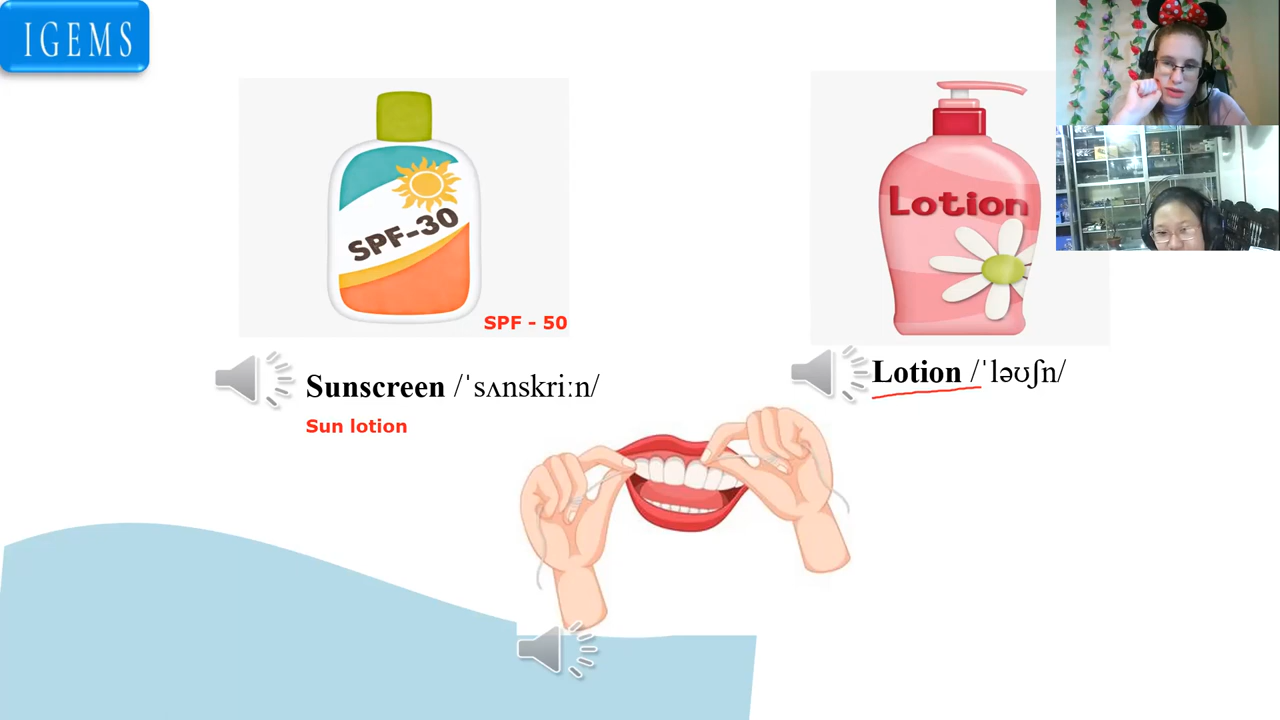 IGEMS
SPF-30
SPF - 50
Lotion
Sunscreen /ˈsʌnskriːn/
Sun lotion
Lotion /ˈləʊʃn/